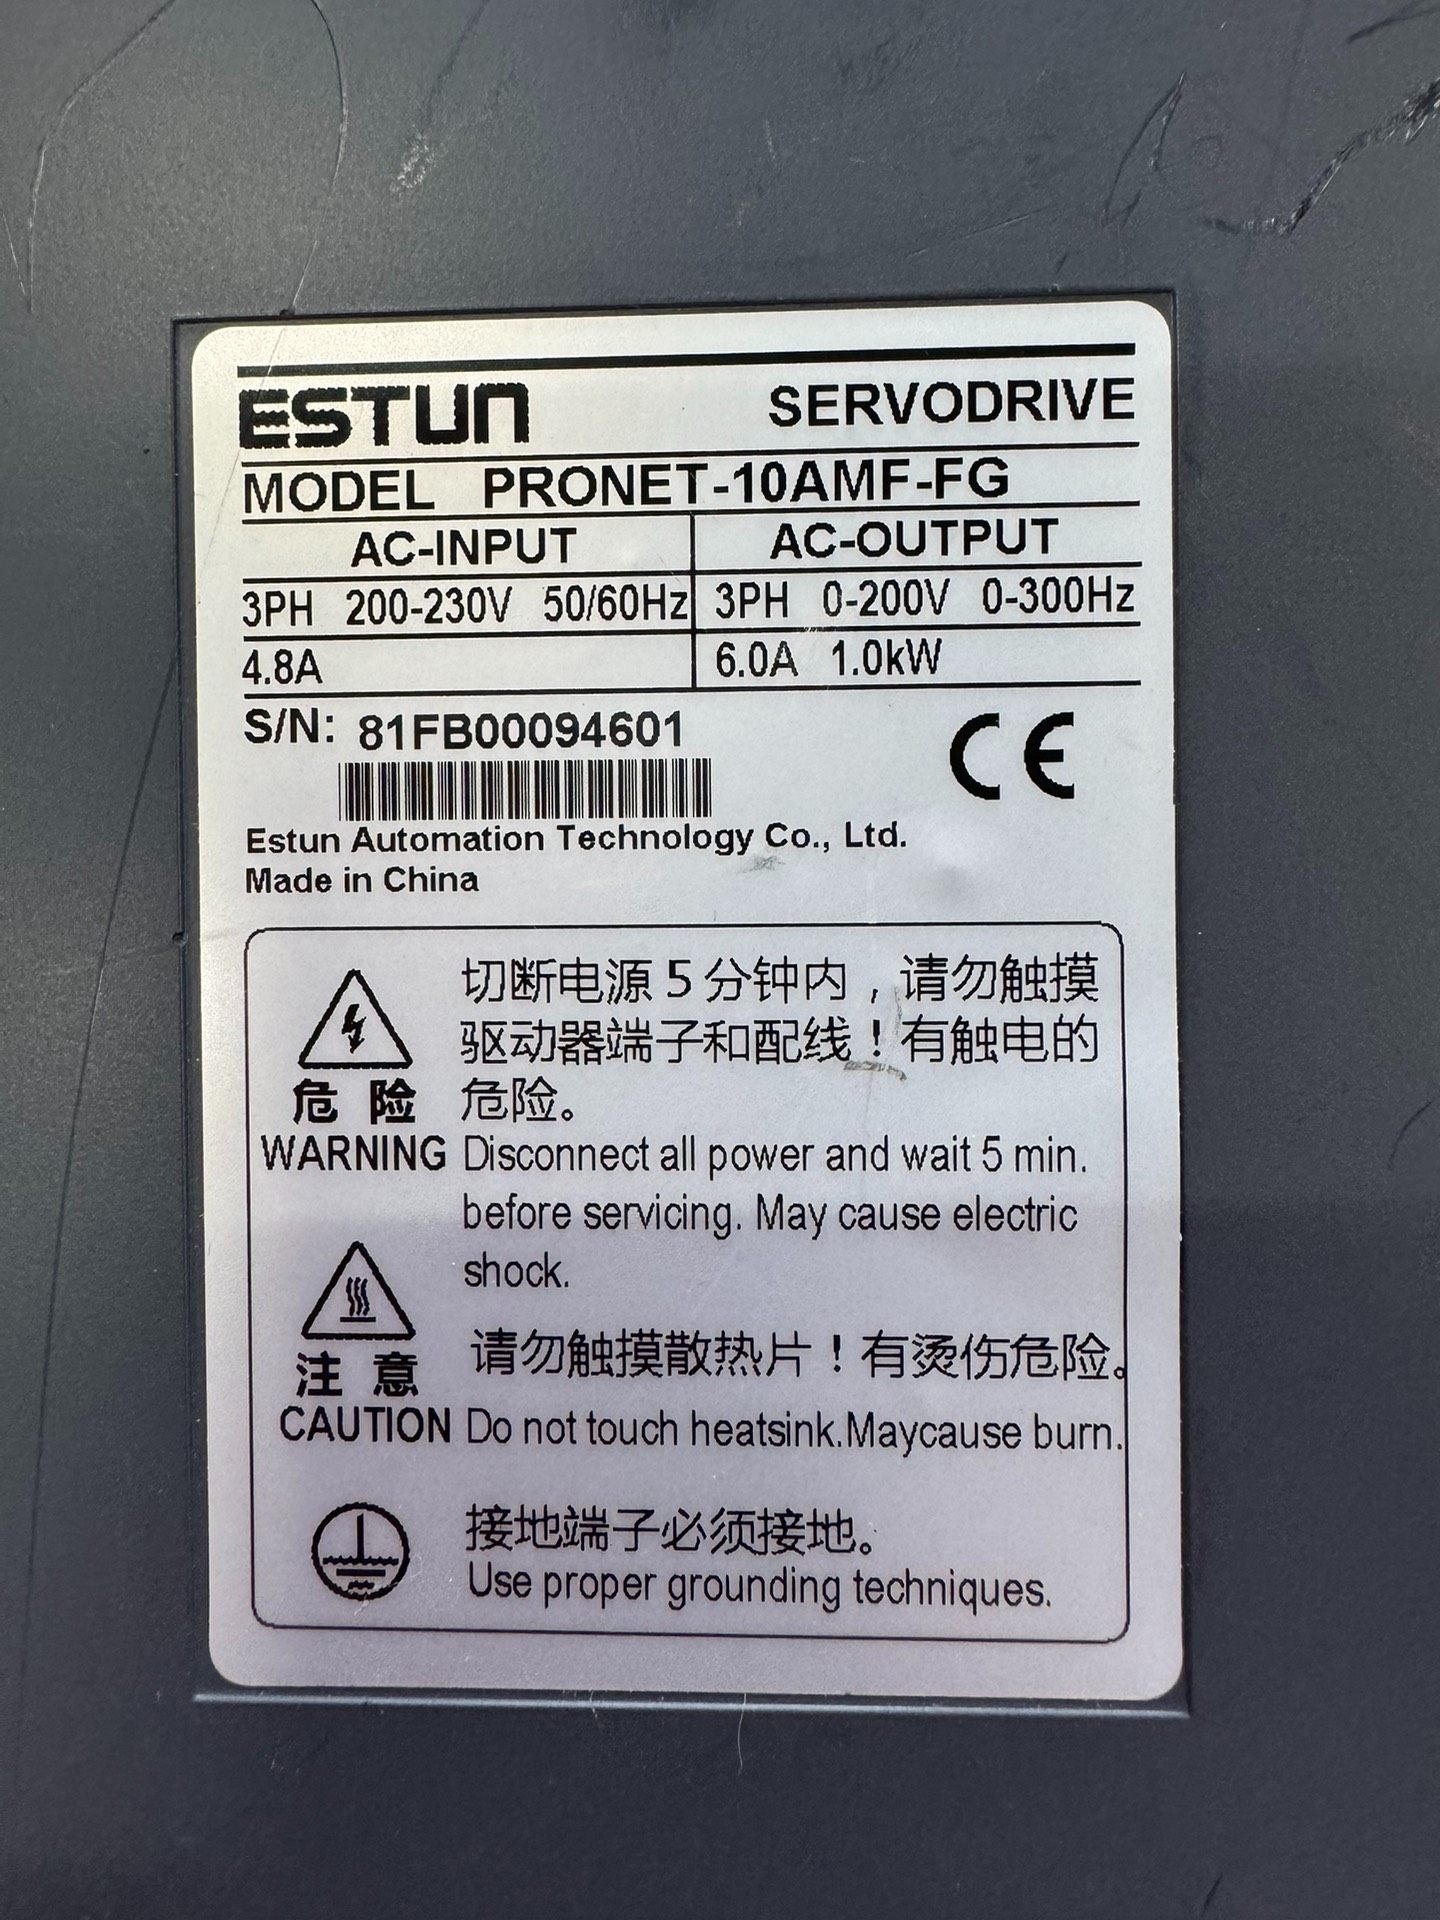 ESTUN SERVODRIVE
MODEL PRONET-10AMF-FG
AC-INPUT AC-OUTPUT
3PH 200-230V 50/60Hz 3PH 0-200V 0-300Hz
4.8A 6.0A 1.0kW
S/N: 81FB00094601
CE
Estun Automation Technology Co., Ltd.
Made in China
切断电源5分钟内，请勿触摸
驱动器端子和配线！有触电的
危险 危险。
WARNING Disconnect all power and wait 5 min.
before servicing. May cause electric
shock.
请勿触摸散热片！有烫伤危险。
注意
CAUTION Do not touch heatsink.Maycause burn.
接地端子必须接地。
Use proper grounding techniques.